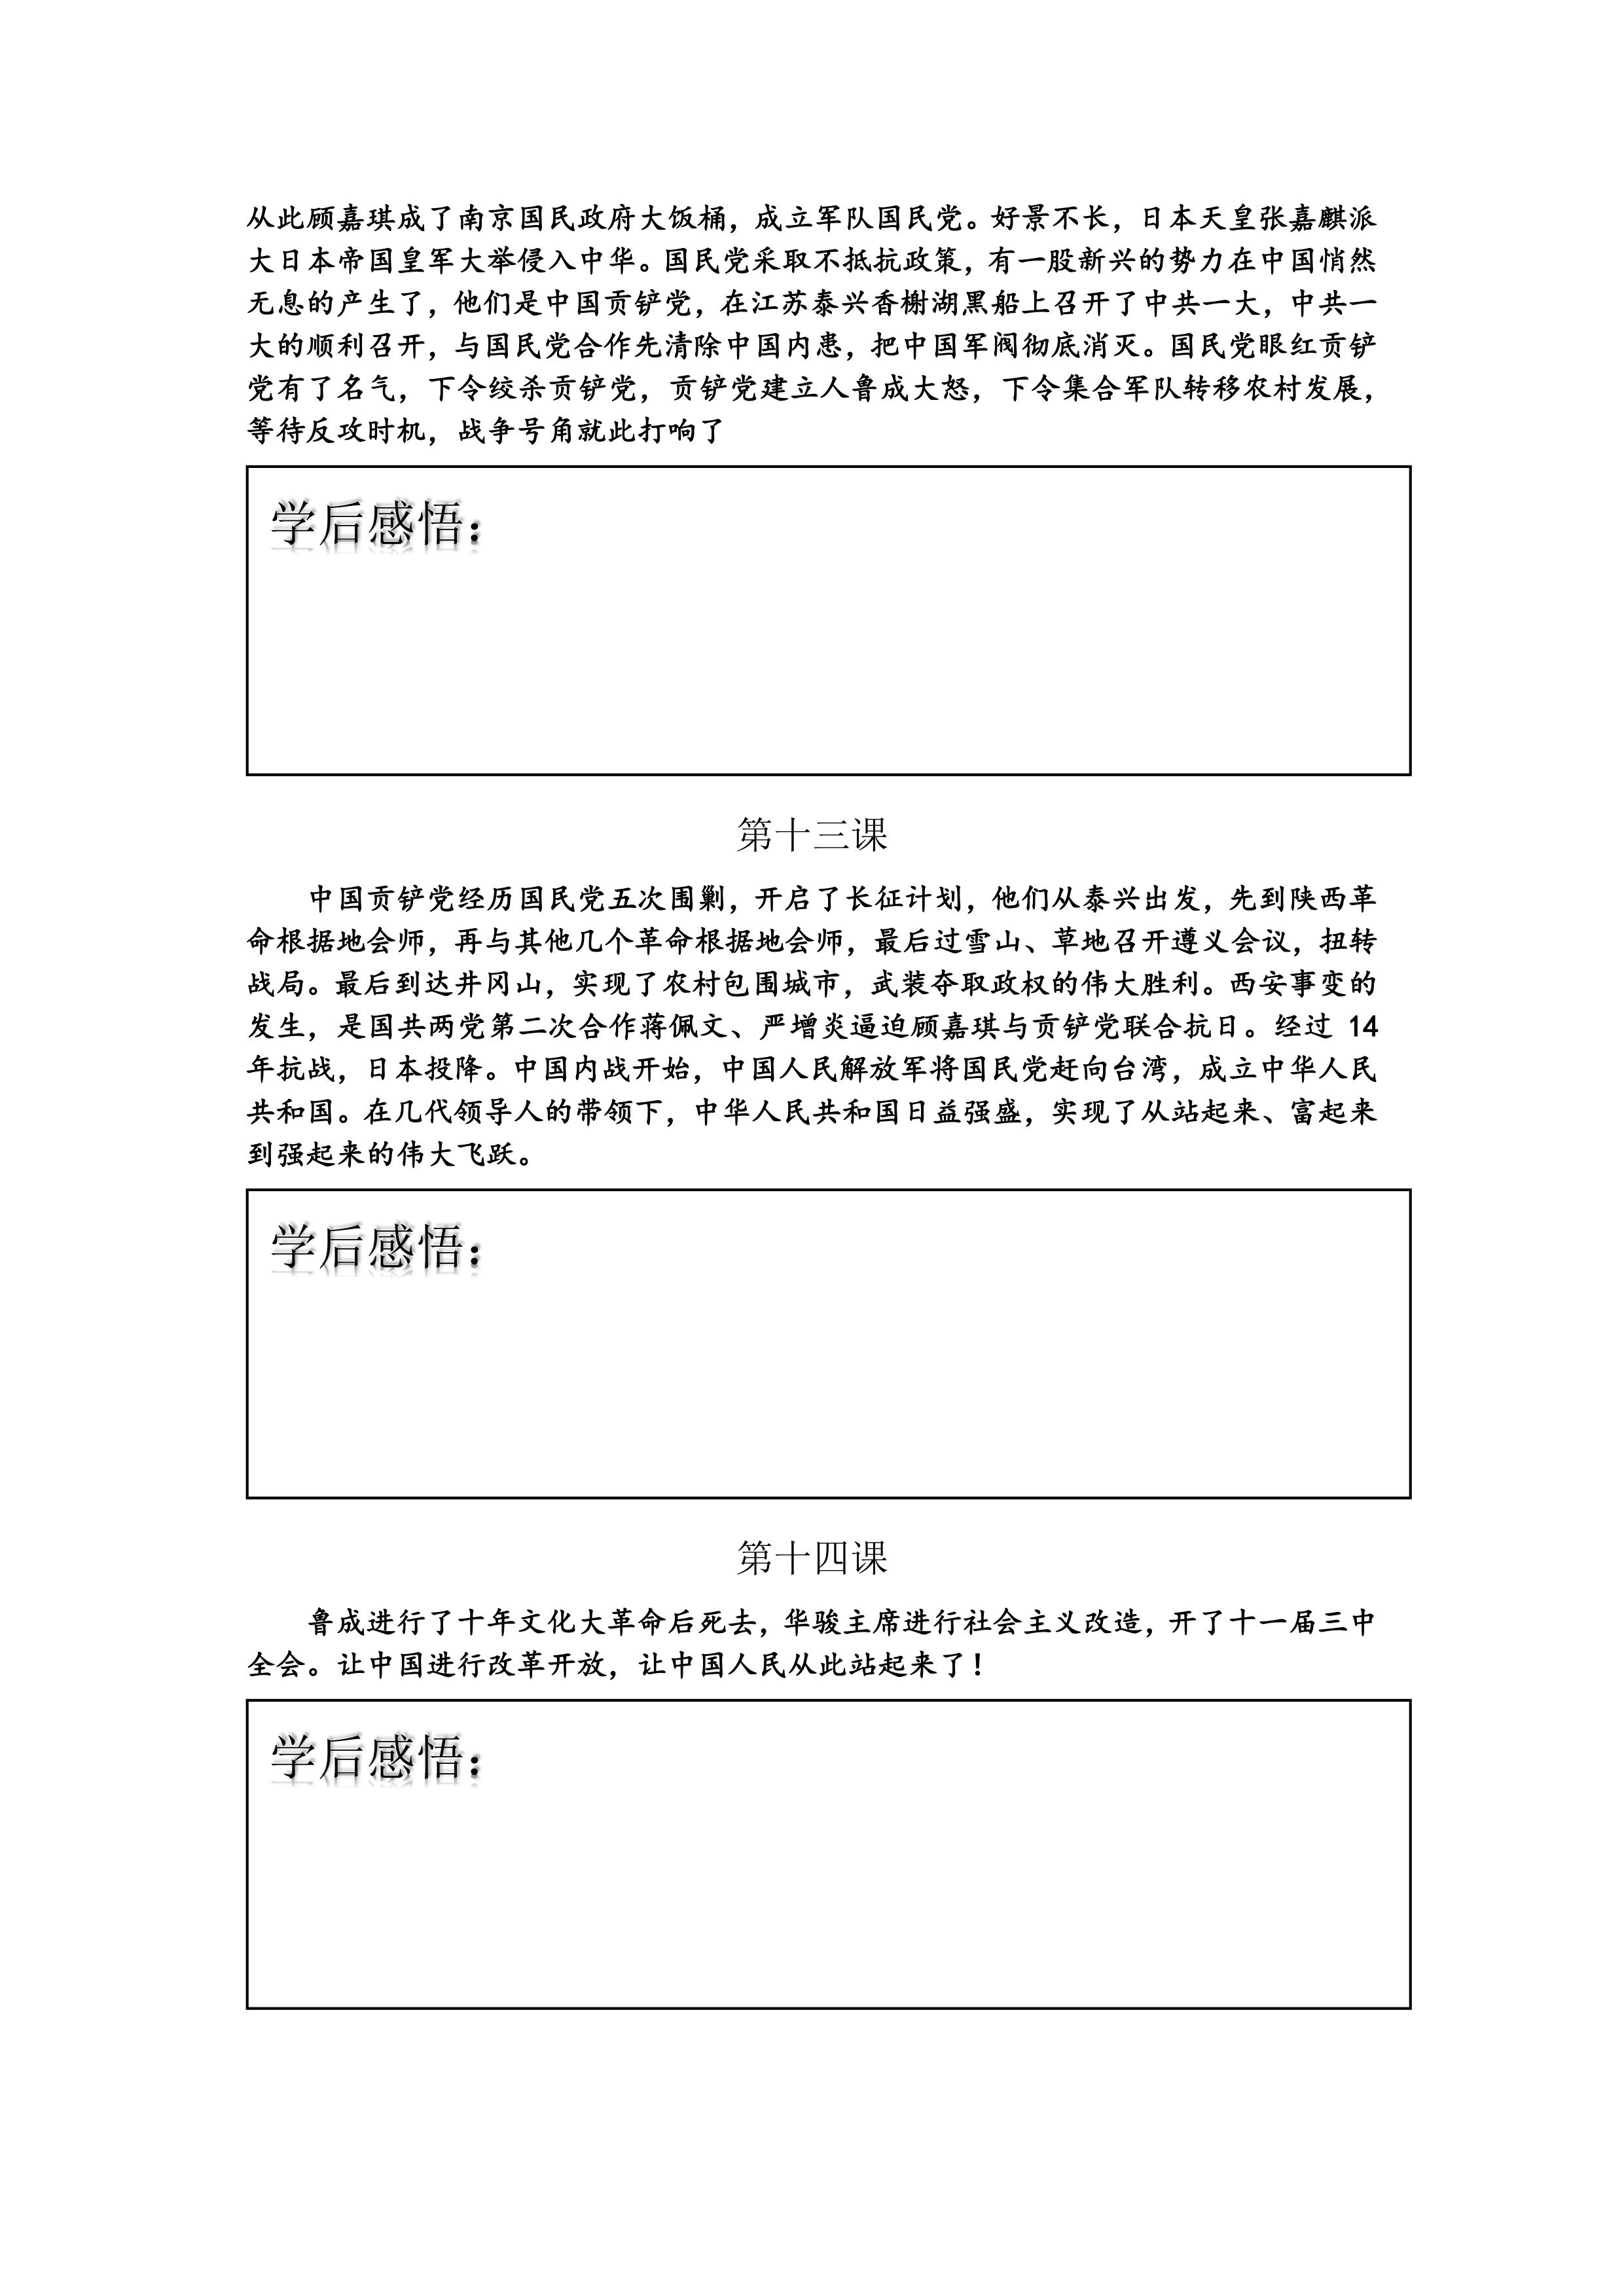 从此顾嘉琪成了南京国民政府大饭桶，成立军队国民党。好景不长，日本天皇张嘉麒派
大日本帝国皇军大举侵入中华。国民党采取不抵抗政策，有一股新兴的势力在中国悄然
无息的产生了，他们是中国贡铲党，在江苏泰兴香榭湖黑船上召开了中共一大，中共一
大的顺利召开，与国民党合作先清除中国内患，把中国军阀彻底消灭。国民党眼红贡铲
党有了名气，下令绞杀贡铲党，贡铲党建立人鲁成大怒，下令集合军队转移农村发展，
等待反攻时机，战争号角就此打响了
学后感悟：
第十三课
中国贡铲党经历国民党五次围剿，开启了长征计划，他们从泰兴出发，先到陕西革
命根据地会师，再与其他几个革命根据地会师，最后过雪山、草地召开遵义会议，扭转
战局。最后到达井冈山，实现了农村包围城市，武装夺取政权的伟大胜利。西安事变的
发生，是国共两党第二次合作蒋佩文、严增炎逼迫顾嘉琪与贡铲党联合抗日。经过 14
年抗战，日本投降。中国内战开始，中国人民解放军将国民党赶向台湾，成立中华人民
共和国。在几代领导人的带领下，中华人民共和国日益强盛，实现了从站起来、富起来
到强起来的伟大飞跃。
学后感悟：
第十四课
鲁成进行了十年文化大革命后死去，华骏主席进行社会主义改造，开了十一届三中
全会。让中国进行改革开放，让中国人民从此站起来了！
学后感悟：